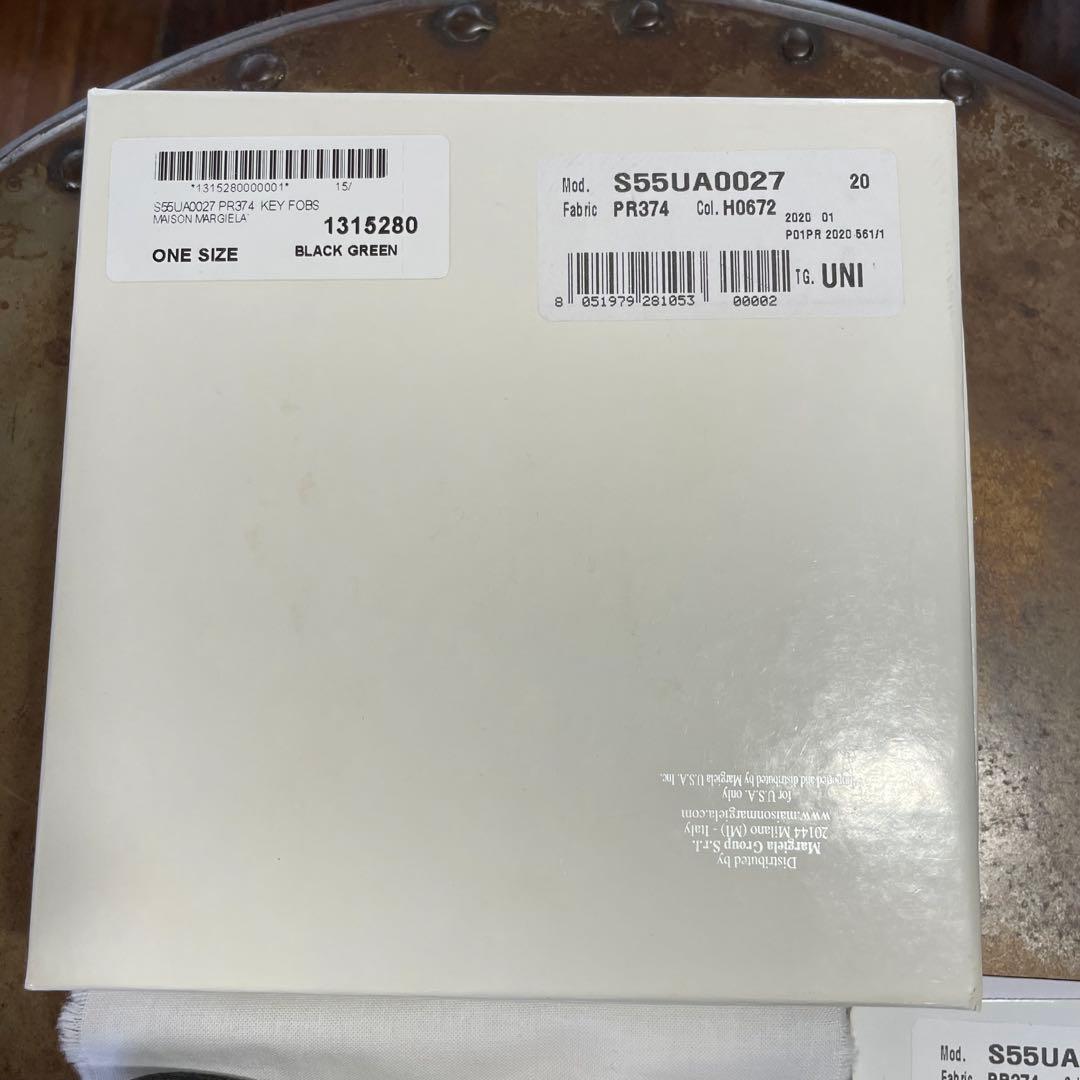 *1315280000001* 15/
S55UA0027 PR374 KEY FOBS
MAISON MARGIELA
1315280
ONE SIZE BLACK GREEN
Mod. S55UA0027 20
Fabric PR374 Col. H0672 2020 01
P01PR 2020 561/1
TG. UNI
8 051979 281053 00002
Distributed by
Margiela Group S.r.l.
20144 Milano (MI) - Italy
www.maisonmargiela.com
for U.S.A. only
Imported and distributed by Margiela U.S.A. Inc.
Mod. S55UA
Fabric PR374